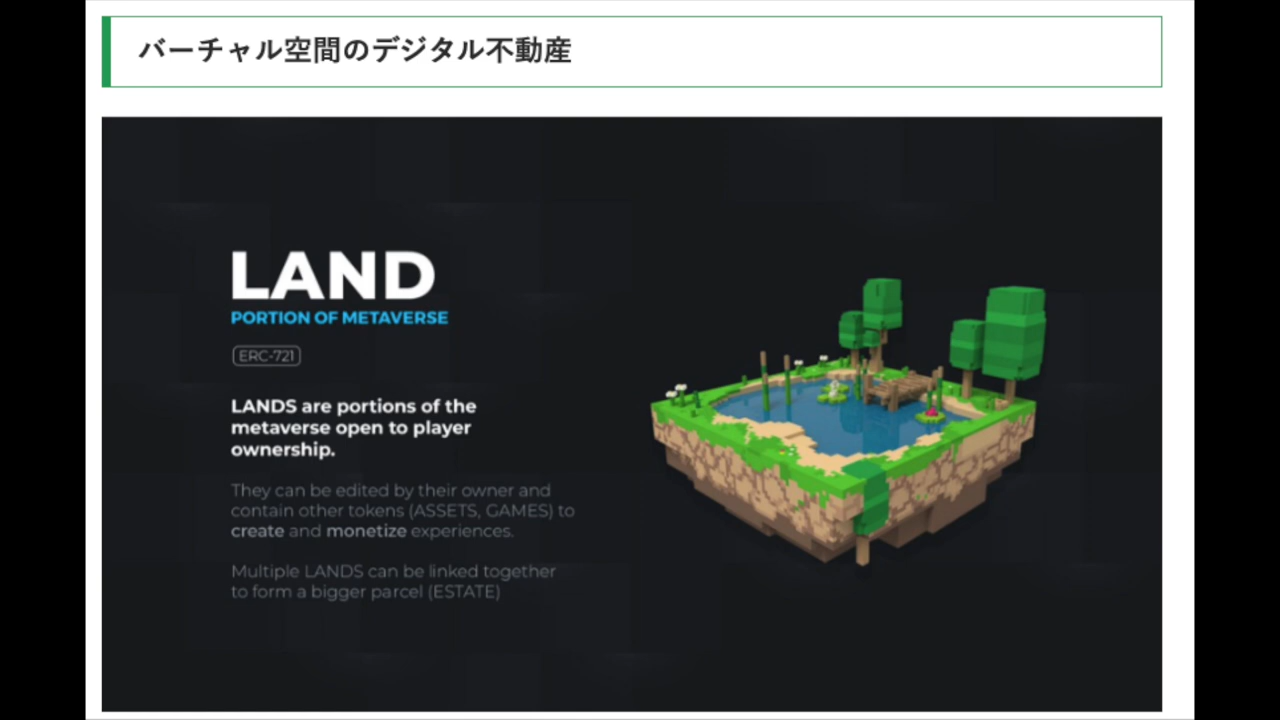 バーチャル空間のデジタル不動産
LAND
PORTION OF METAVERSE
ERC-721
LANDS are portions of the
metaverse open to player
ownership.
They can be edited by their owner and
contain other tokens (ASSETS, GAMES) to
create and monetize experiences.
Multiple LANDS can be linked together
to form a bigger parcel (ESTATE)